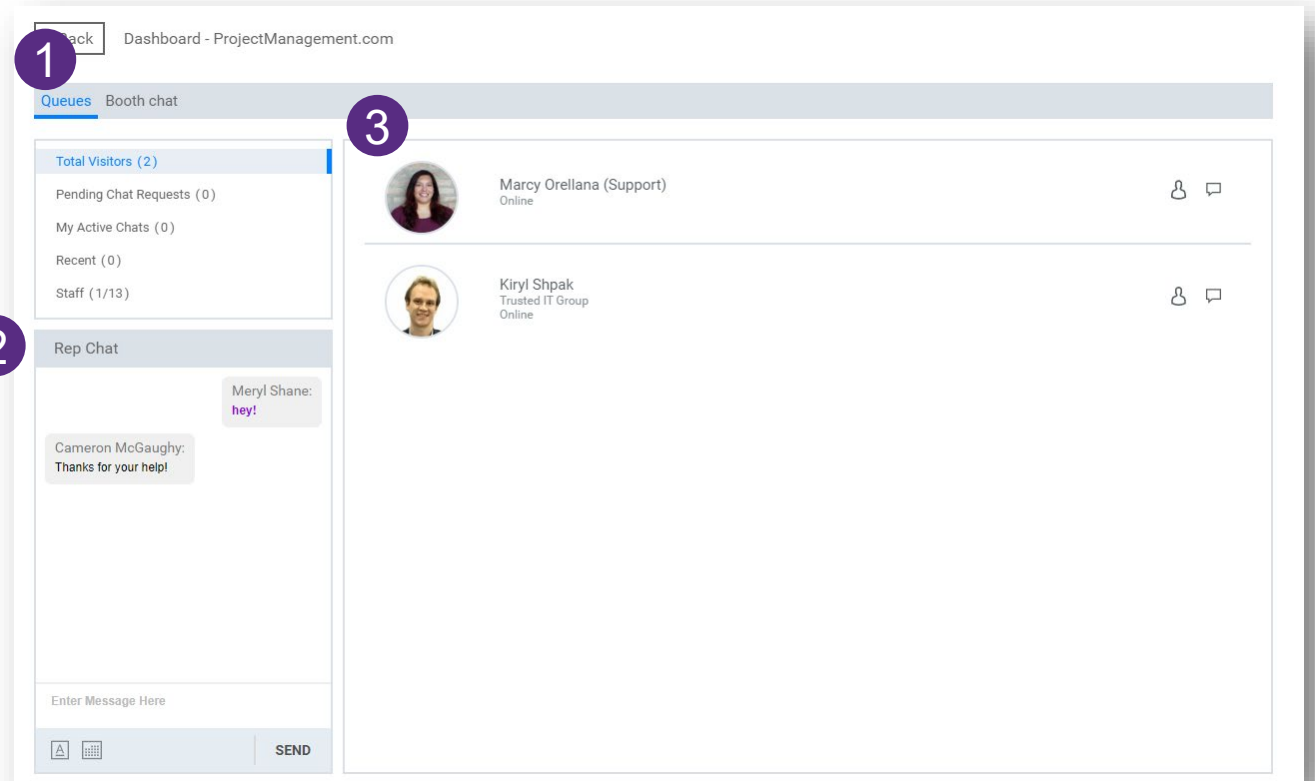 1
Back Dashboard - ProjectManagement.com
Queues Booth chat
3
Total Visitors (2)
Pending Chat Requests (0)
My Active Chats (0)
Recent (0)
Staff (1/13)
2
Rep Chat
Meryl Shane:
hey!
Cameron McGaughy:
Thanks for your help!
Enter Message Here
A
SEND
Marcy Orellana (Support)
Online
Kiryl Shpak
Trusted IT Group
Online